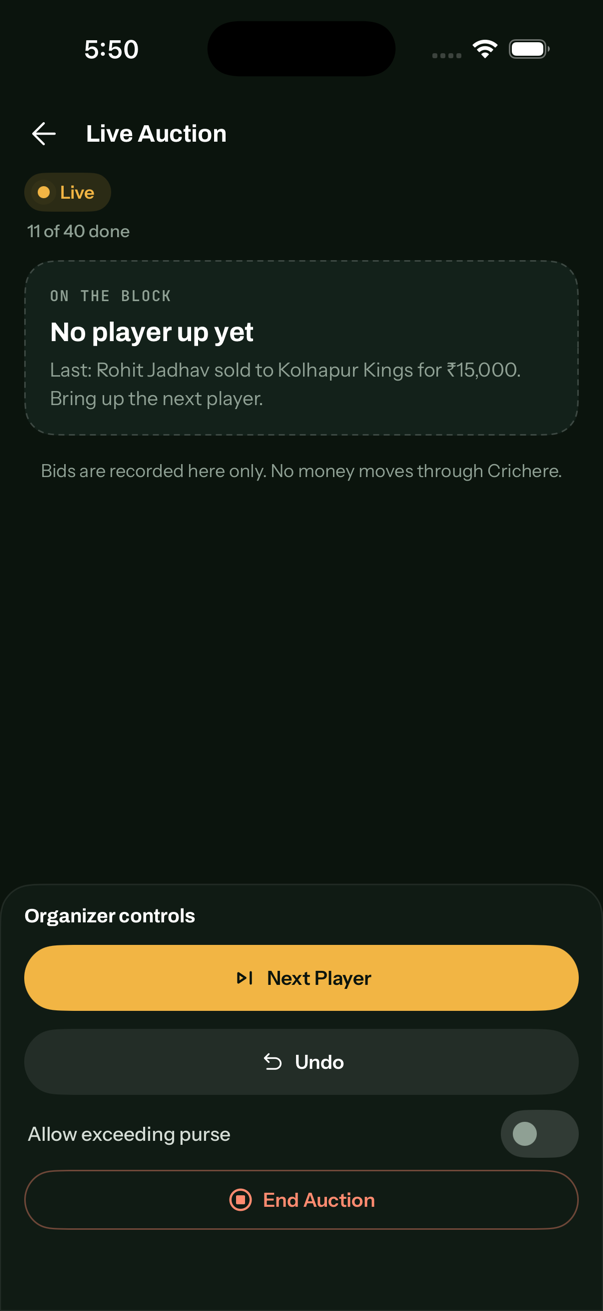 5:50
Live Auction
Live
11 of 40 done
ON THE BLOCK
No player up yet
Last: Rohit Jadhav sold to Kolhapur Kings for ₹15,000.
Bring up the next player.
Bids are recorded here only. No money moves through Crichere.
Organizer controls
Next Player
Undo
Allow exceeding purse
End Auction